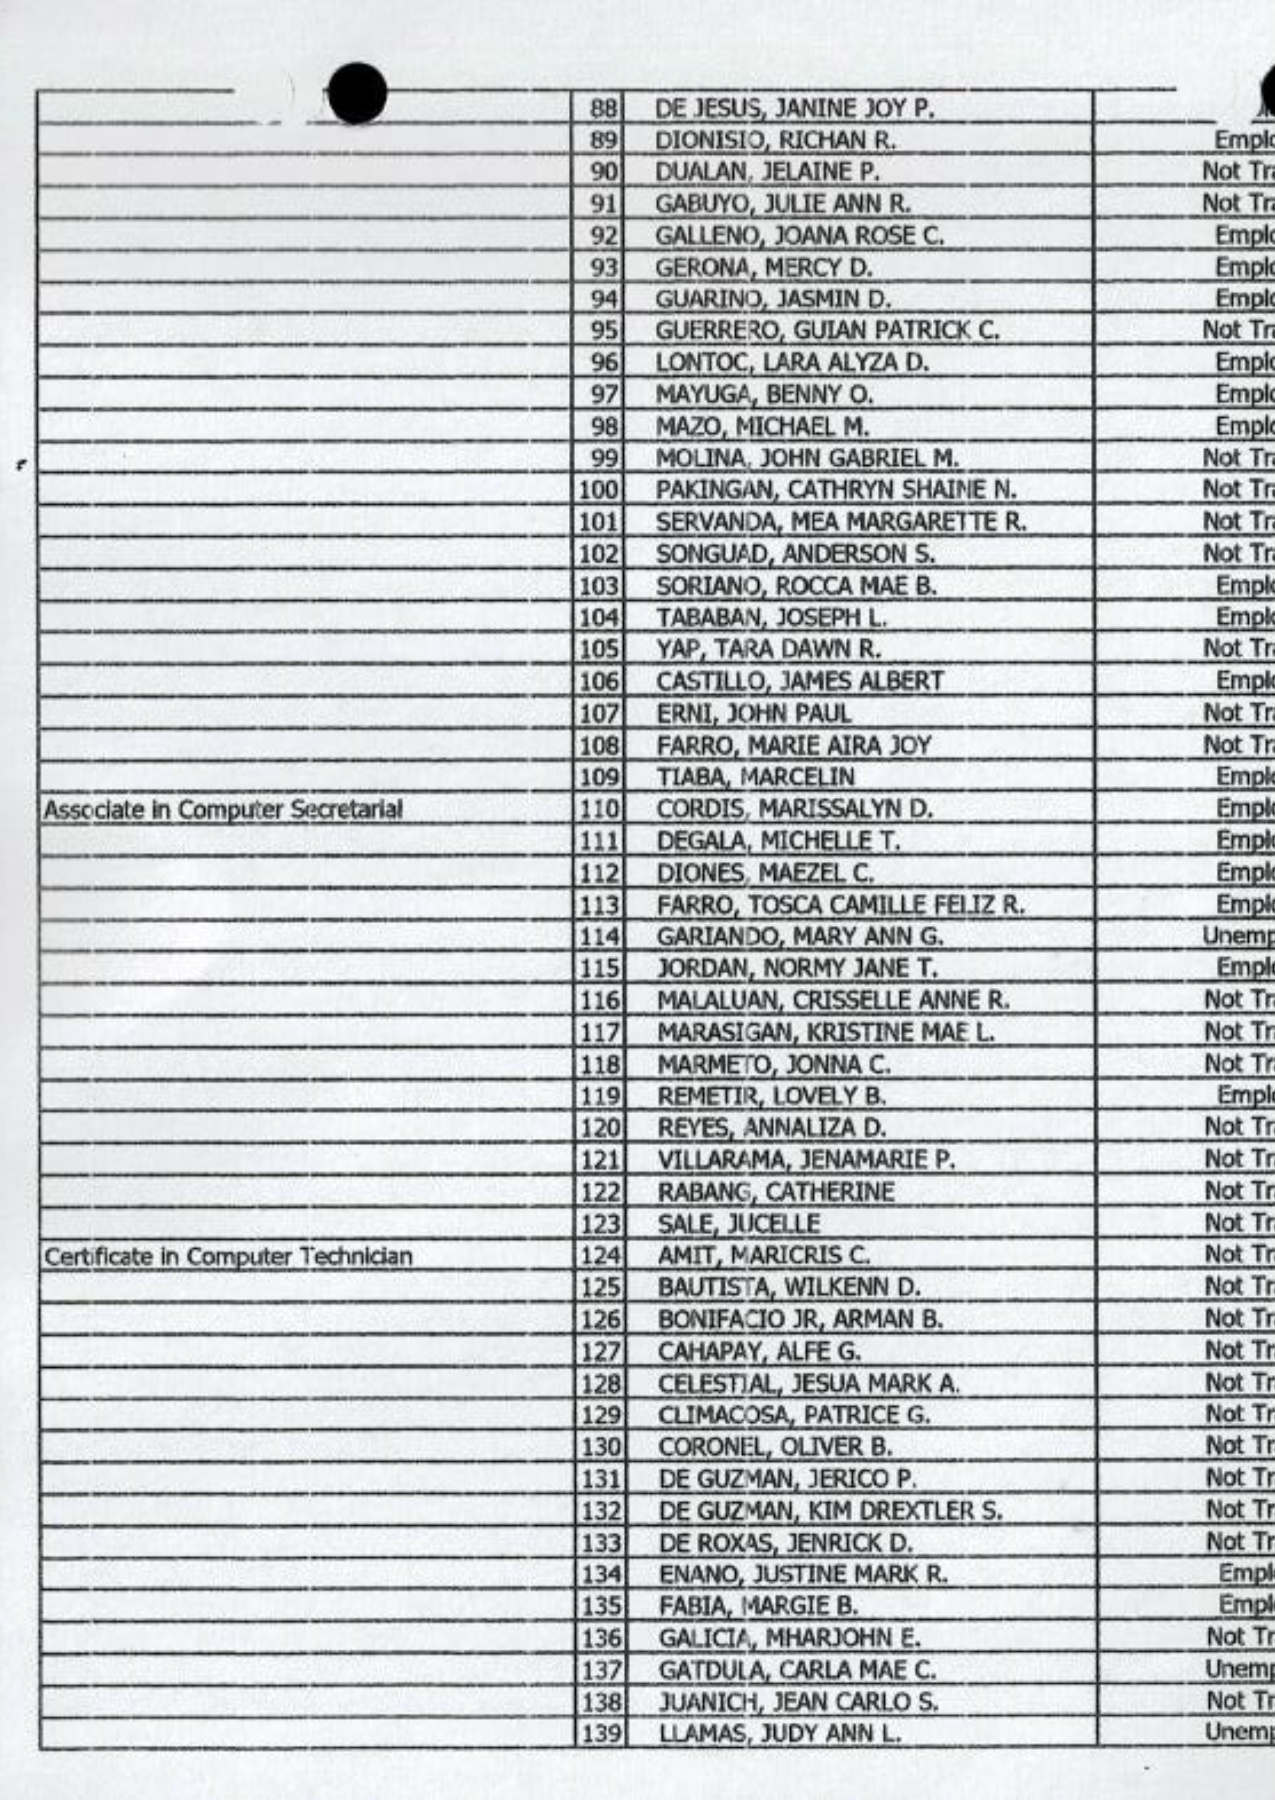 88 DE JESUS, JANINE JOY P.
89 DIONISIO, RICHAN R. Emplo
90 DUALAN, JELAINE P. Not Tra
91 GABUYO, JULIE ANN R. Not Tra
92 GALLENO, JOANA ROSE C. Emplo
93 GERONA, MERCY D. Emplo
94 GUARINO, JASMIN D. Emplo
95 GUERRERO, GUIAN PATRICK C. Not Tra
96 LONTOC, LARA ALYZA D. Emplo
97 MAYUGA, BENNY O. Emplo
98 MAZO, MICHAEL M. Emplo
99 MOLINA, JOHN GABRIEL M. Not Tra
100 PAKINGAN, CATHRYN SHAINE N. Not Tra
101 SERVANDA, MEA MARGARETTE R. Not Tra
102 SONGUAD, ANDERSON S. Not Tra
103 SORIANO, ROCCA MAE B. Emplo
104 TABABAN, JOSEPH L. Emplo
105 YAP, TARA DAWN R. Not Tra
106 CASTILLO, JAMES ALBERT Emplo
107 ERNI, JOHN PAUL Not Tra
108 FARRO, MARIE AIRA JOY Not Tra
109 TIABA, MARCELIN Emplo
Associate in Computer Secretarial 110 CORDIS, MARISSALYN D. Emplo
111 DEGALA, MICHELLE T. Emplo
112 DIONES, MAEZEL C. Emplo
113 FARRO, TOSCA CAMILLE FELIZ R. Emplo
114 GARIANDO, MARY ANN G. Unemp
115 JORDAN, NORMY JANE T. Emplo
116 MALALUAN, CRISSELLE ANNE R. Not Tra
117 MARASIGAN, KRISTINE MAE L. Not Tr
118 MARMETO, JONNA C. Not Tr
119 REMETIR, LOVELY B. Emplo
120 REYES, ANNALIZA D. Not Tra
121 VILLARAMA, JENAMARIE P. Not Tr
122 RABANG, CATHERINE Not Tr
123 SALE, JUCELLE Not Tra
Certificate in Computer Technician 124 AMIT, MARICRIS C. Not Tr
125 BAUTISTA, WILKENN D. Not Tr
126 BONIFACIO JR, ARMAN B. Not Tr
127 CAHAPAY, ALFE G. Not Tr
128 CELESTIAL, JESUA MARK A. Not Tr
129 CLIMACOSA, PATRICE G. Not Tr
130 CORONEL, OLIVER B. Not Tr
131 DE GUZMAN, JERICO P. Not Tr
132 DE GUZMAN, KIM DREXTLER S. Not Tr
133 DE ROXAS, JENRICK D. Not Tr
134 ENANO, JUSTINE MARK R. Empl
135 FABIA, MARGIE B. Empl
136 GALICIA, MHARJOHN E. Not Tr
137 GATDULA, CARLA MAE C. Unemp
138 JUANICH, JEAN CARLO S. Not Tr
139 LLAMAS, JUDY ANN L. Unemp